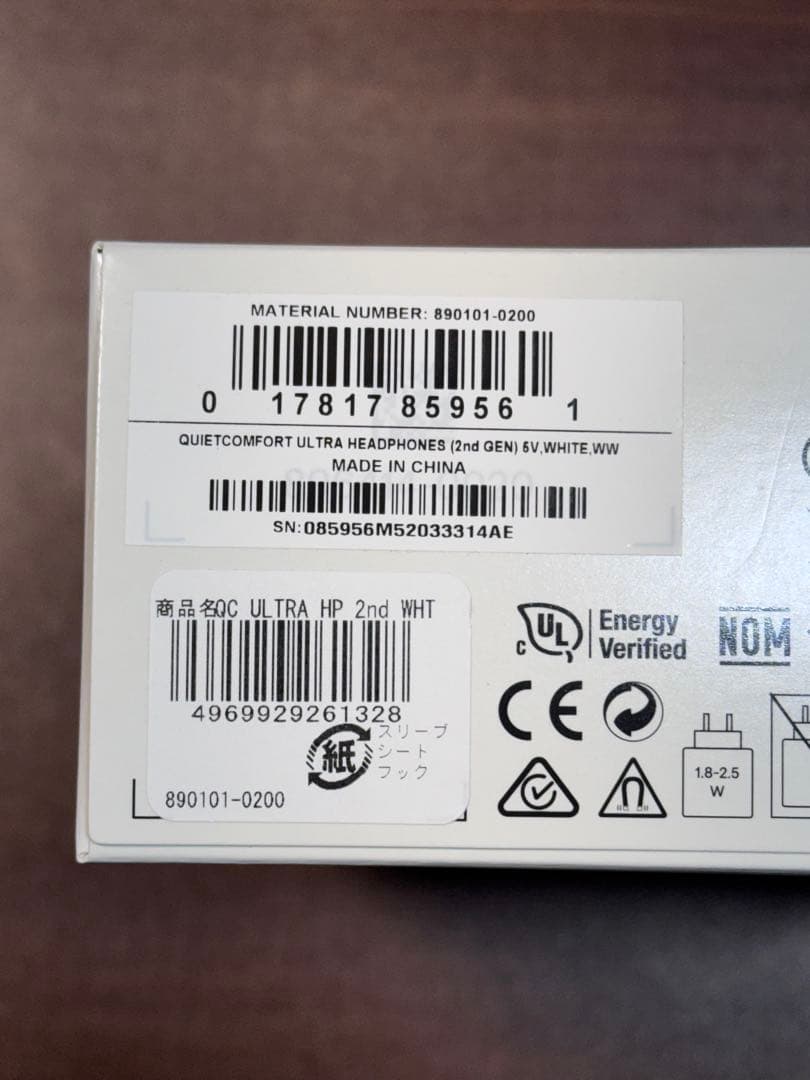 MATERIAL NUMBER: 890101-0200
0 17817 85956 1
QUIETCOMFORT ULTRA HEADPHONES (2nd GEN) 5V,WHITE,WW
MADE IN CHINA
SN:085956M52033314AE
商品名QC ULTRA HP 2nd WHT
4969929261328
紙
スリーブ
シート
フック
890101-0200
C UL Energy Verified
NOM
CE
1.8-2.5
W